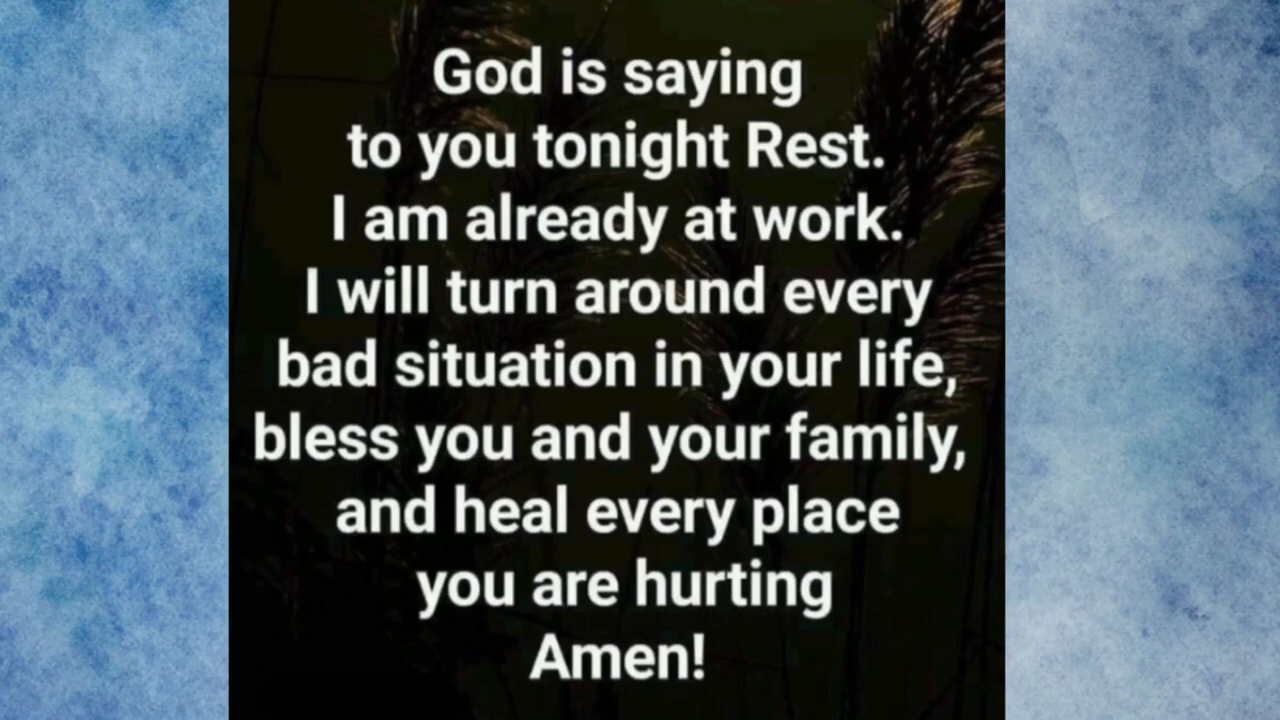 God is saying
to you tonight Rest.
I am already at work.
I will turn around every
bad situation in your life,
bless you and your family,
and heal every place
you are hurting
Amen!